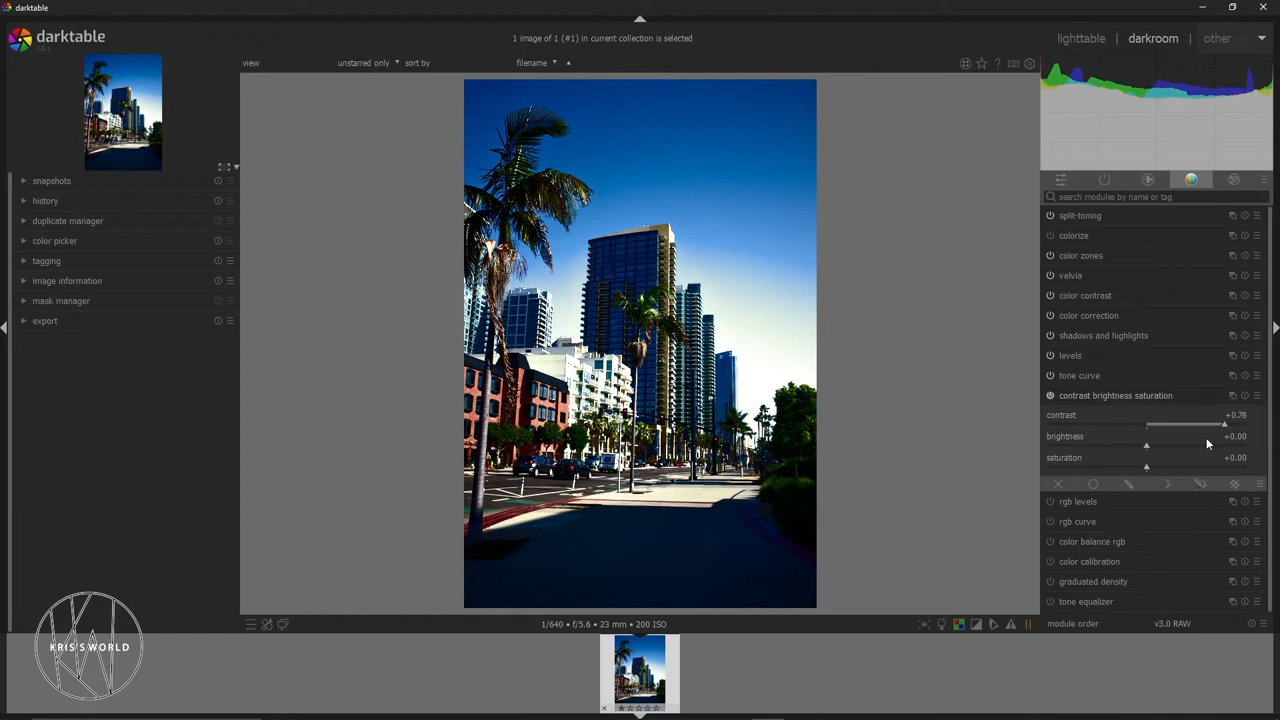 darktable
darktable
3.8.1
1 image of 1 (#1) in current collection is selected
lighttable | darkroom | other
view unstarred only sort by filename
snapshots
history
duplicate manager
color picker
tagging
image information
mask manager
export
search modules by name or tag
split-toning
colorize
color zones
velvia
color contrast
color correction
shadows and highlights
levels
tone curve
contrast brightness saturation
contrast +0.78
brightness +0.00
saturation +0.00
rgb levels
rgb curve
color balance rgb
color calibration
graduated density
tone equalizer
1/640 • f/5.6 • 23 mm • 200 ISO
module order v3.0 RAW
KRIS'S WORLD